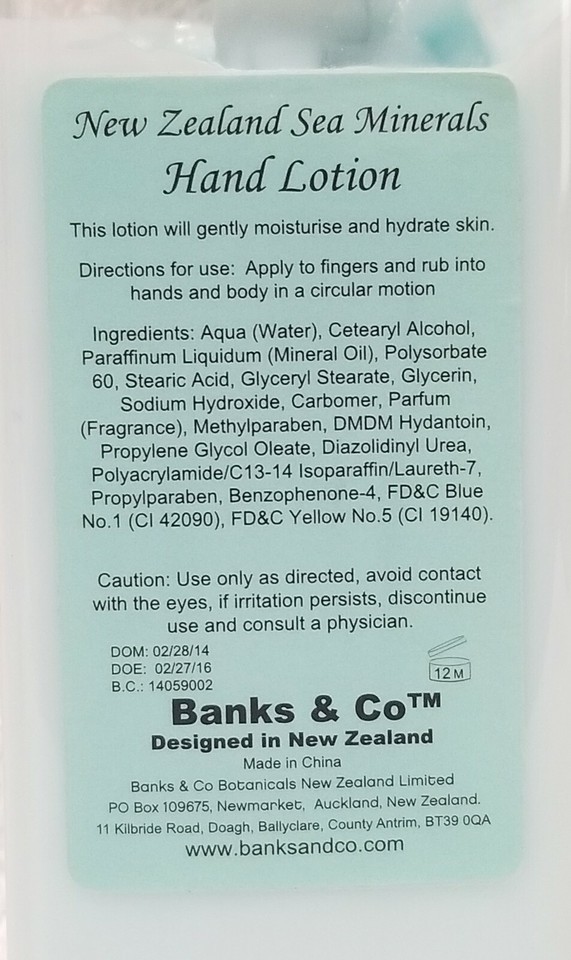 New Zealand Sea Minerals
Hand Lotion
This lotion will gently moisturise and hydrate skin.
Directions for use: Apply to fingers and rub into
hands and body in a circular motion
Ingredients: Aqua (Water), Cetearyl Alcohol,
Paraffinum Liquidum (Mineral Oil), Polysorbate
60, Stearic Acid, Glyceryl Stearate, Glycerin,
Sodium Hydroxide, Carbomer, Parfum
(Fragrance), Methylparaben, DMDM Hydantoin,
Propylene Glycol Oleate, Diazolidinyl Urea,
Polyacrylamide/C13-14 Isoparaffin/Laureth-7,
Propylparaben, Benzophenone-4, FD&C Blue
No.1 (CI 42090), FD&C Yellow No.5 (CI 19140).
Caution: Use only as directed, avoid contact
with the eyes, if irritation persists, discontinue
use and consult a physician.
DOM: 02/28/14
DOE: 02/27/16
B.C.: 14059002
12 M
Banks & Co™
Designed in New Zealand
Made in China
Banks & Co Botanicals New Zealand Limited
PO Box 109675, Newmarket, Auckland, New Zealand.
11 Kilbride Road, Doagh, Ballyclare, County Antrim, BT39 0QA
www.banksandco.com